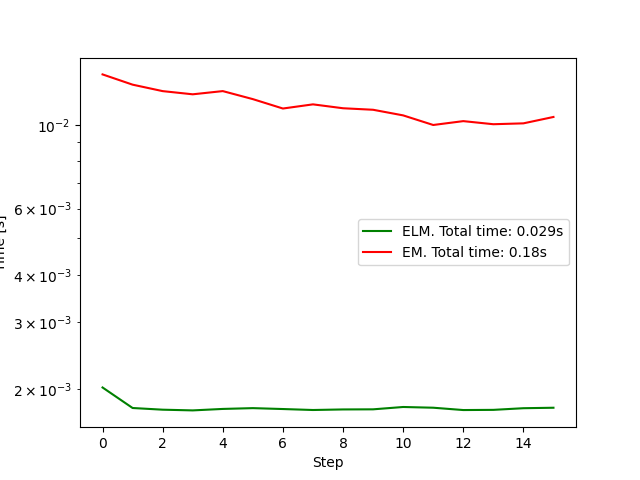 10⁻²
6 × 10⁻³
4 × 10⁻³
3 × 10⁻³
2 × 10⁻³
ELM. Total time: 0.029s
EM. Total time: 0.18s
0 2 4 6 8 10 12 14
Step